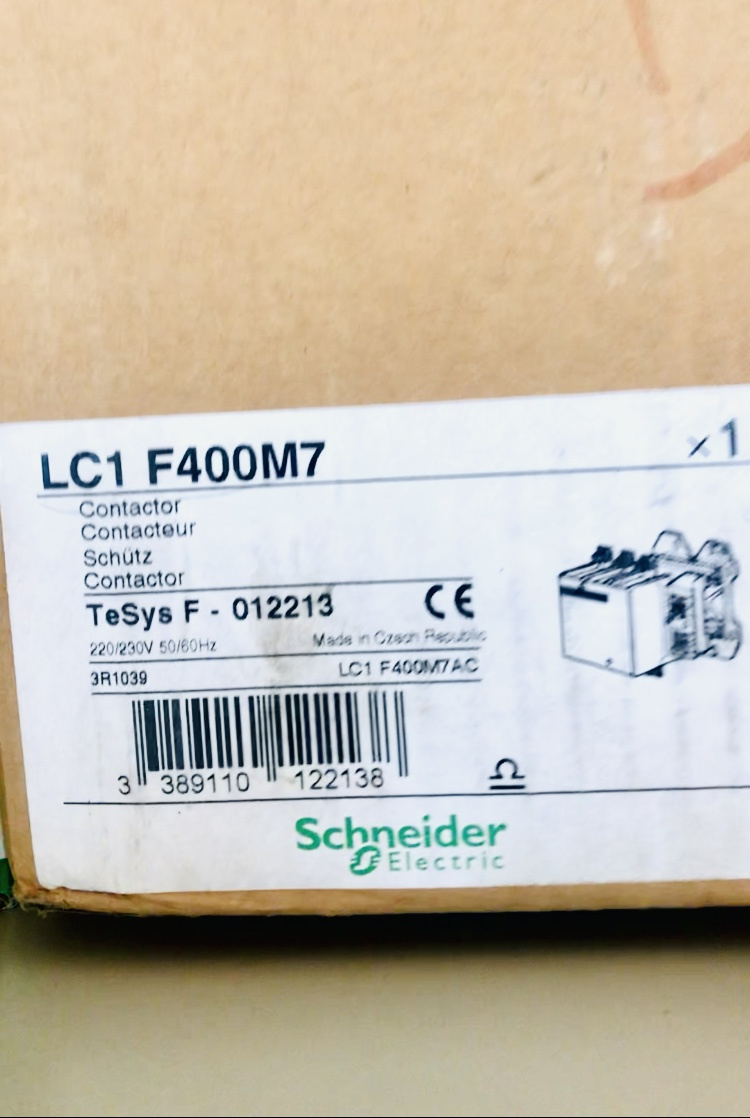 LC1 F400M7
×1
Contactor
Contacteur
Schütz
Contactor
TeSys F - 012213
CE
220/230V 50/60Hz
Made in Czech Republic
3R1039
LC1 F400M7AC
3 389110 122138
Schneider
Electric